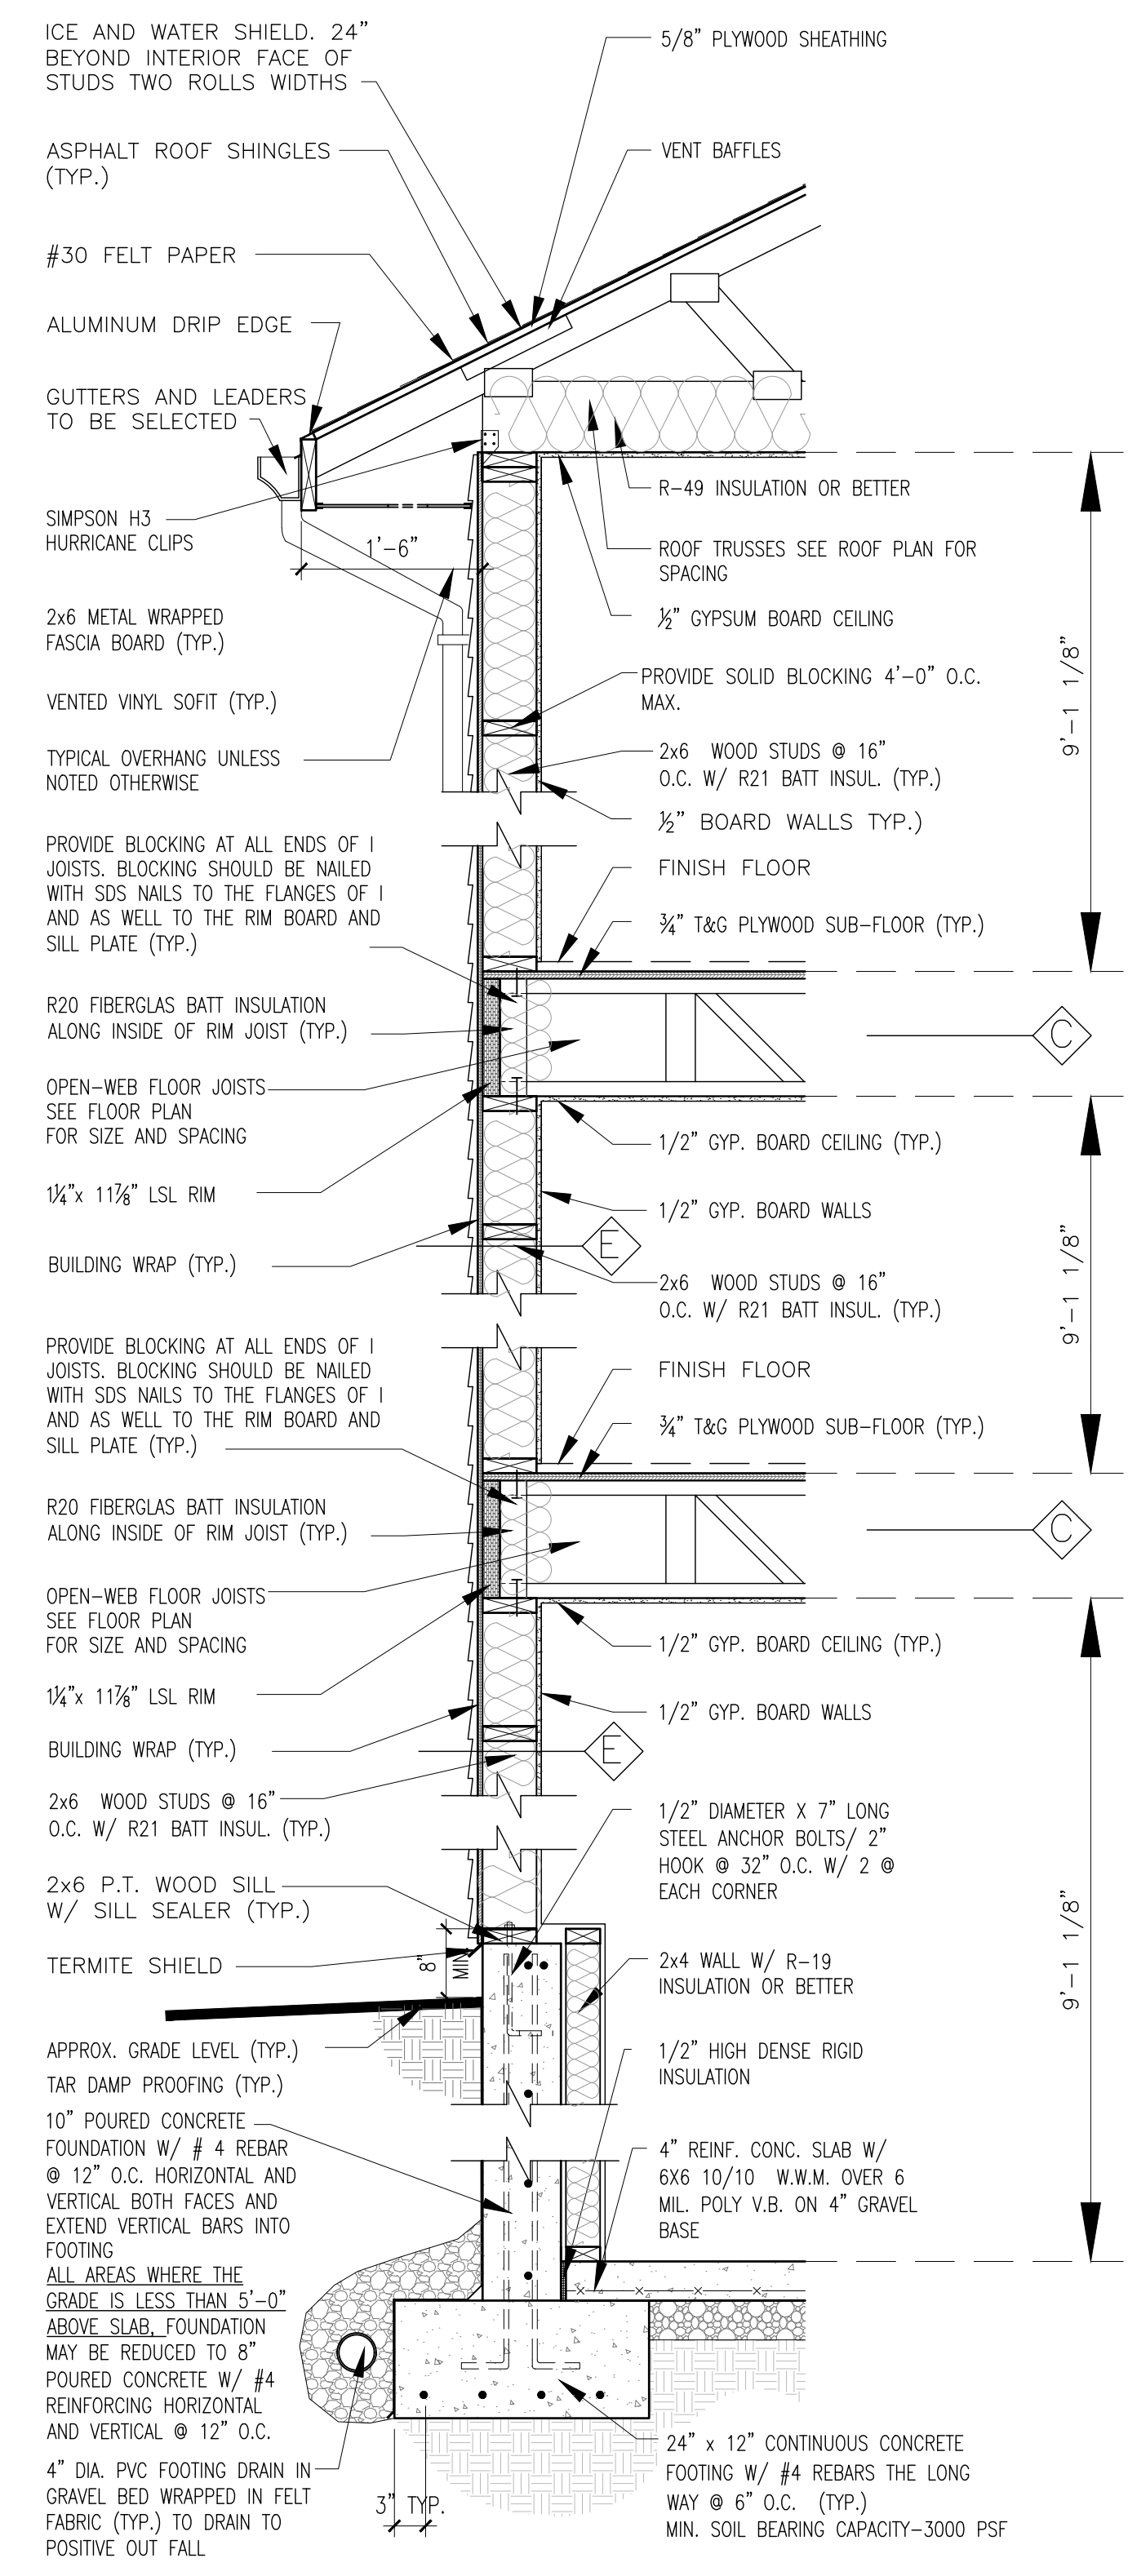 ICE AND WATER SHIELD. 24"
BEYOND INTERIOR FACE OF
STUDS TWO ROLLS WIDTHS
ASPHALT ROOF SHINGLES
(TYP.)
#30 FELT PAPER
ALUMINUM DRIP EDGE
GUTTERS AND LEADERS
TO BE SELECTED
SIMPSON H3
HURRICANE CLIPS
1'-6"
2x6 METAL WRAPPED
FASCIA BOARD (TYP.)
VENTED VINYL SOFIT (TYP.)
TYPICAL OVERHANG UNLESS
NOTED OTHERWISE
PROVIDE BLOCKING AT ALL ENDS OF I
JOISTS. BLOCKING SHOULD BE NAILED
WITH SDS NAILS TO THE FLANGES OF I
AND AS WELL TO THE RIM BOARD AND
SILL PLATE (TYP.)
R20 FIBERGLAS BATT INSULATION
ALONG INSIDE OF RIM JOIST (TYP.)
OPEN-WEB FLOOR JOISTS
SEE FLOOR PLAN
FOR SIZE AND SPACING
1¼"x 11⅞" LSL RIM
BUILDING WRAP (TYP.)
PROVIDE BLOCKING AT ALL ENDS OF I
JOISTS. BLOCKING SHOULD BE NAILED
WITH SDS NAILS TO THE FLANGES OF I
AND AS WELL TO THE RIM BOARD AND
SILL PLATE (TYP.)
R20 FIBERGLAS BATT INSULATION
ALONG INSIDE OF RIM JOIST (TYP.)
OPEN-WEB FLOOR JOISTS
SEE FLOOR PLAN
FOR SIZE AND SPACING
1¼"x 11⅞" LSL RIM
BUILDING WRAP (TYP.)
2x6 WOOD STUDS @ 16"
O.C. W/ R21 BATT INSUL. (TYP.)
2x6 P.T. WOOD SILL
W/ SILL SEALER (TYP.)
TERMITE SHIELD
8"
MIN.
APPROX. GRADE LEVEL (TYP.)
TAR DAMP PROOFING (TYP.)
10" POURED CONCRETE
FOUNDATION W/ # 4 REBAR
@ 12" O.C. HORIZONTAL AND
VERTICAL BOTH FACES AND
EXTEND VERTICAL BARS INTO
FOOTING
ALL AREAS WHERE THE
GRADE IS LESS THAN 5'-0"
ABOVE SLAB, FOUNDATION
MAY BE REDUCED TO 8"
POURED CONCRETE W/ #4
REINFORCING HORIZONTAL
AND VERTICAL @ 12" O.C.
4" DIA. PVC FOOTING DRAIN IN
GRAVEL BED WRAPPED IN FELT
FABRIC (TYP.) TO DRAIN TO
POSITIVE OUT FALL
3" TYP.
5/8" PLYWOOD SHEATHING
VENT BAFFLES
R-49 INSULATION OR BETTER
ROOF TRUSSES SEE ROOF PLAN FOR
SPACING
½" GYPSUM BOARD CEILING
PROVIDE SOLID BLOCKING 4'-0" O.C.
MAX.
2x6 WOOD STUDS @ 16"
O.C. W/ R21 BATT INSUL. (TYP.)
½" BOARD WALLS TYP.)
9'-1 1/8"
FINISH FLOOR
¾" T&G PLYWOOD SUB-FLOOR (TYP.)
C
1/2" GYP. BOARD CEILING (TYP.)
1/2" GYP. BOARD WALLS
E
2x6 WOOD STUDS @ 16"
O.C. W/ R21 BATT INSUL. (TYP.)
9'-1 1/8"
FINISH FLOOR
¾" T&G PLYWOOD SUB-FLOOR (TYP.)
C
1/2" GYP. BOARD CEILING (TYP.)
1/2" GYP. BOARD WALLS
E
1/2" DIAMETER X 7" LONG
STEEL ANCHOR BOLTS/ 2"
HOOK @ 32" O.C. W/ 2 @
EACH CORNER
2x4 WALL W/ R-19
INSULATION OR BETTER
9'-1 1/8"
1/2" HIGH DENSE RIGID
INSULATION
4" REINF. CONC. SLAB W/
6X6 10/10 W.W.M. OVER 6
MIL. POLY V.B. ON 4" GRAVEL
BASE
24" x 12" CONTINUOUS CONCRETE
FOOTING W/ #4 REBARS THE LONG
WAY @ 6" O.C. (TYP.)
MIN. SOIL BEARING CAPACITY-3000 PSF